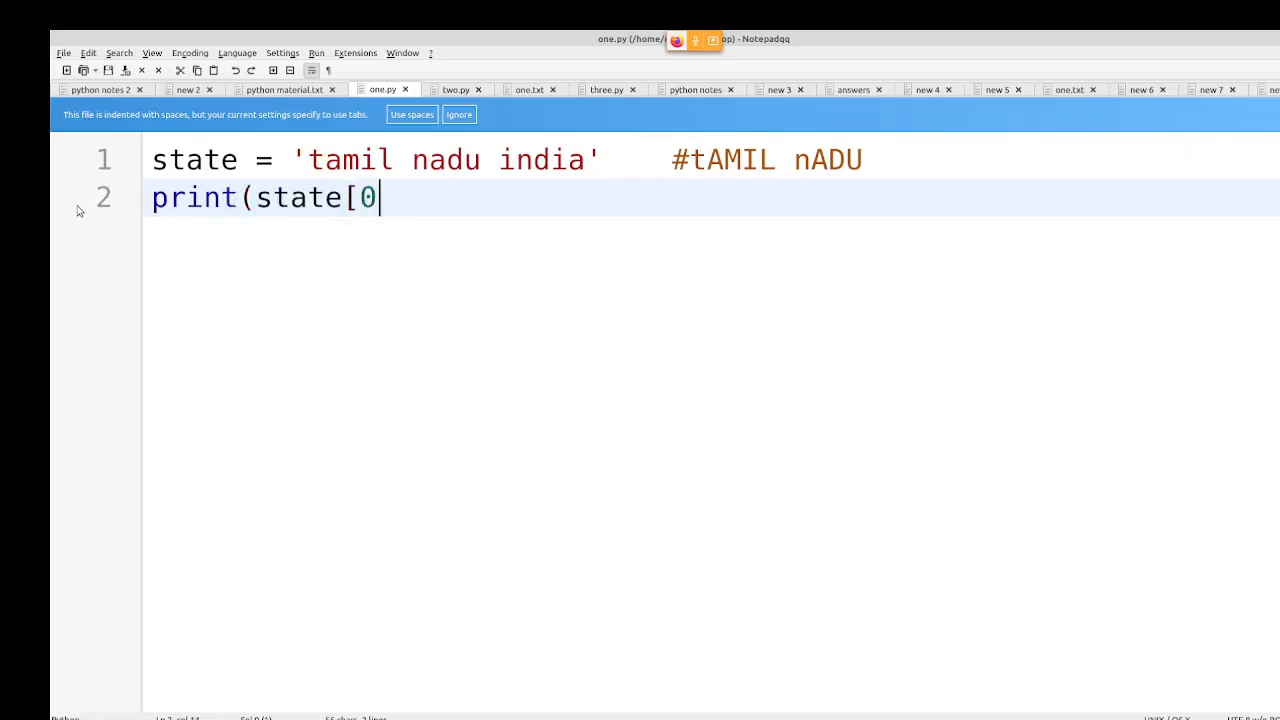 one.py (/home/ op) - Notepadqq
File Edit Search View Encoding Language Settings Run Extensions Window ?
python notes 2 new 2 python material.txt one.py two.py one.txt three.py python notes new 3 answers new 4 new 5 one.txt new 6 new 7
This file is indented with spaces, but your current settings specify to use tabs. Use spaces Ignore
1 state = 'tamil nadu india' #tAMIL nADU
2 print(state[0